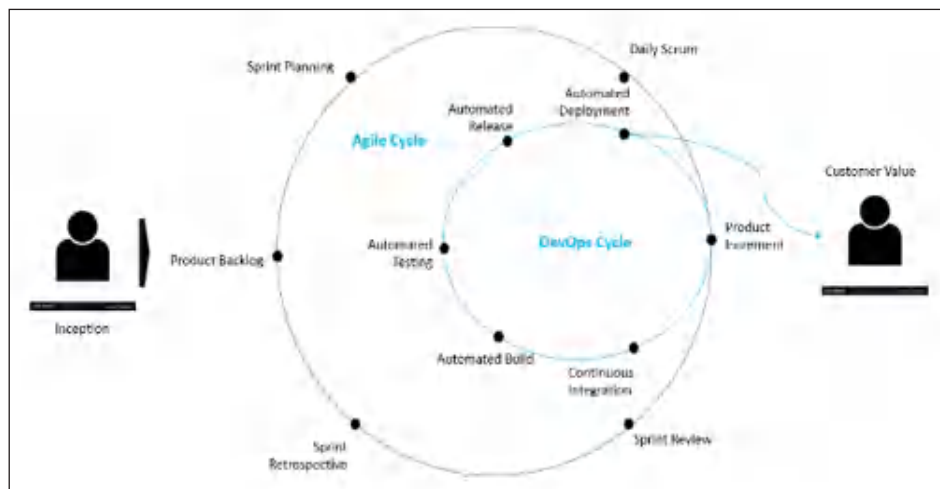 Sprint Planning
Daily Scrum
Automated
Release
Automated
Deployment
Agile Cycle
Customer Value
Product Backlog
Automated
Testing
DevOps Cycle
Product
Increment
Inception
Automated Build
Continuous
Integration
Sprint
Retrospective
Sprint Review